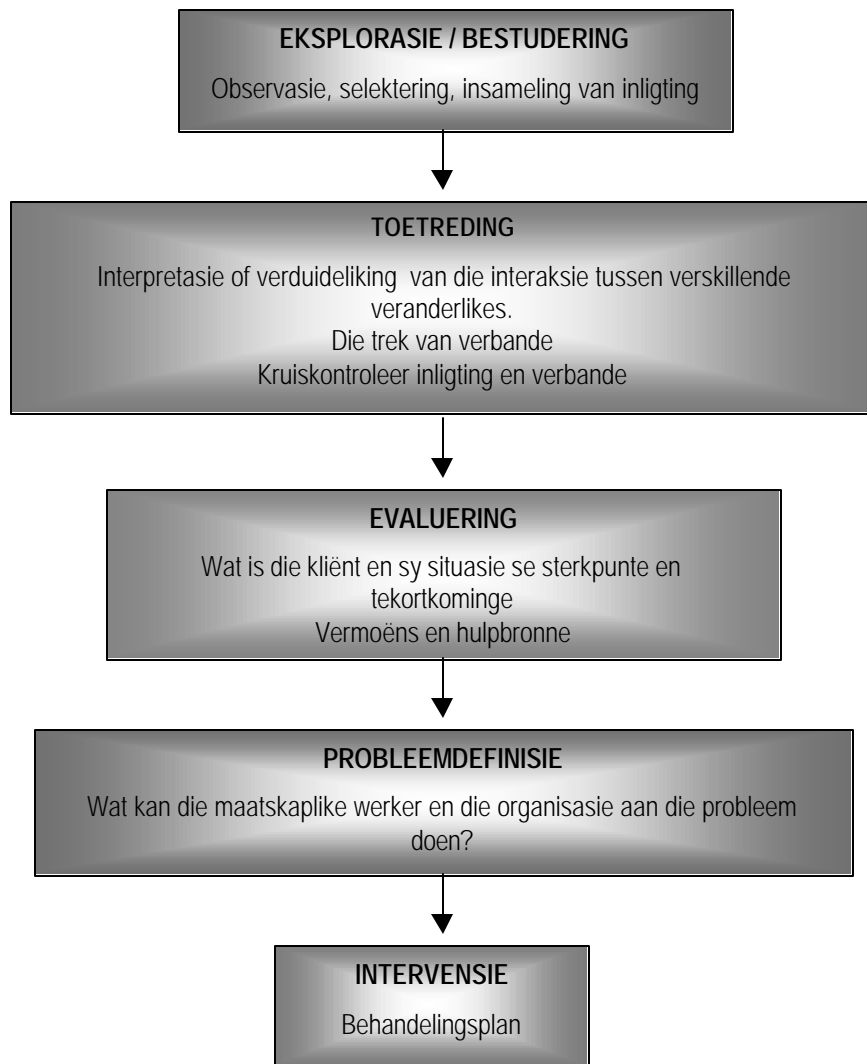 EKSPLORASIE / BESTUDERING
Observasie, selektering, insameling van inligting
TOETREDING
Interpretasie of verduideliking van die interaksie tussen verskillende
veranderlikes.
Die trek van verbande
Kruiskontroleer inligting en verbande
EVALUERING
Wat is die kliënt en sy situasie se sterkpunte en
tekortkominge
Vermoëns en hulpbronne
PROBLEEMDEFINISIE
Wat kan die maatskaplike werker en die organisasie aan die probleem
doen?
INTERVENSIE
Behandelingsplan